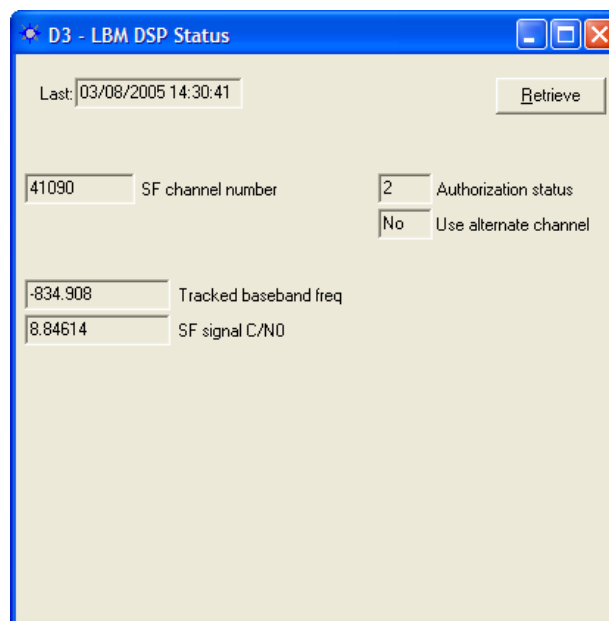 D3 - LBM DSP Status
Last: 03/08/2005 14:30:41 Retrieve
41090 SF channel number 2 Authorization status
No Use alternate channel
-834.908 Tracked baseband freq
8.84614 SF signal C/N0